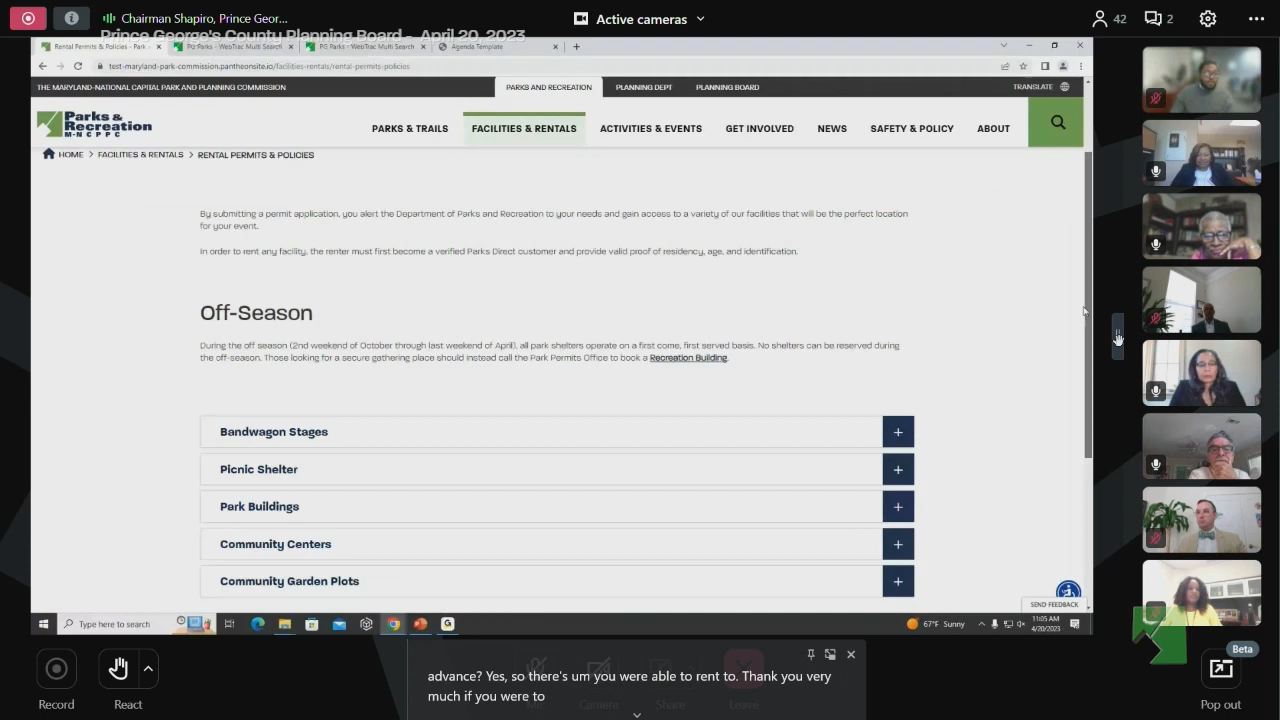 Chairman Shapiro, Prince Geor...
Active cameras
42
2
Prince George's County Planning Board - April 20, 2023
Rental Permits & Policies - Park
PG Parks - WebTrac Multi Search
PG Parks - WebTrac Multi Search
Agenda Template
test-maryland-park-commission.pantheonsite.io/facilities-rentals/rental-permits-policies
THE MARYLAND-NATIONAL CAPITAL PARK AND PLANNING COMMISSION
PARKS AND RECREATION
PLANNING DEPT
PLANNING BOARD
TRANSLATE
Parks &
Recreation
M-NCPPC
PARKS & TRAILS
FACILITIES & RENTALS
ACTIVITIES & EVENTS
GET INVOLVED
NEWS
SAFETY & POLICY
ABOUT
HOME > FACILITIES & RENTALS > RENTAL PERMITS & POLICIES
By submitting a permit application, you alert the Department of Parks and Recreation to your needs and gain access to a variety of our facilities that will be the perfect location
for your event.
In order to rent any facility, the renter must first become a verified Parks Direct customer and provide valid proof of residency, age, and identification.
Off-Season
During the off season (2nd weekend of October through last weekend of April), all park shelters operate on a first come, first served basis. No shelters can be reserved during
the off-season. Those looking for a secure gathering place should instead call the Park Permits Office to book a Recreation Building.
Bandwagon Stages
Picnic Shelter
Park Buildings
Community Centers
Community Garden Plots
SEND FEEDBACK
Type here to search
67°F Sunny
11:05 AM
4/20/2023
advance? Yes, so there's um you were able to rent to. Thank you very
much if you were to
Record
React
Me
Camera
Share
Leave
Beta
Pop out